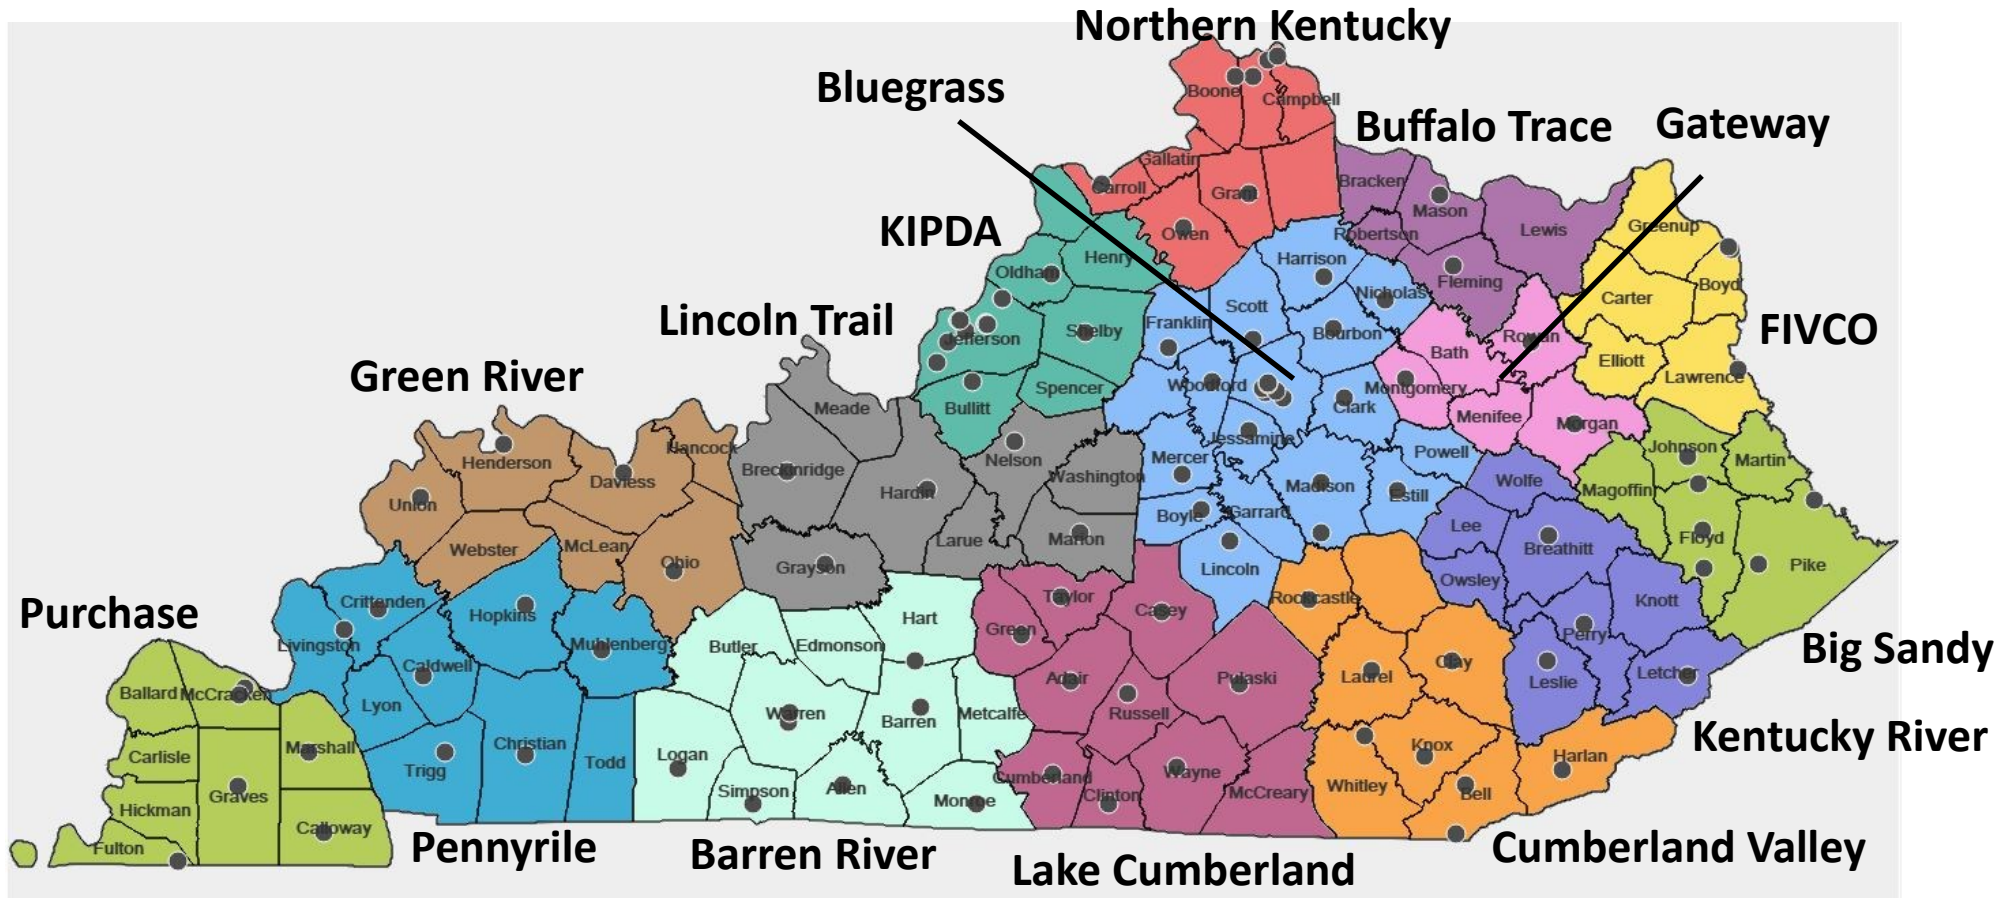 Northern Kentucky
Bluegrass
Buffalo Trace
Gateway
KIPDA
Lincoln Trail
FIVCO
Green River
Purchase
Big Sandy
Kentucky River
Pennyrile
Barren River
Lake Cumberland
Cumberland Valley
Boone
Campbell
Gallatin
Carroll
Grant
Owen
Bracken
Mason
Robertson
Lewis
Fleming
Greenup
Carter
Boyd
Elliott
Lawrence
Rowan
Bath
Montgomery
Menifee
Morgan
Henry
Oldham
Jefferson
Shelby
Spencer
Bullitt
Harrison
Scott
Nicholas
Franklin
Bourbon
Woodford
Clark
Jessamine
Mercer
Powell
Madison
Estill
Boyle
Garrard
Lincoln
Meade
Breckinridge
Hardin
Nelson
Washington
Larue
Marion
Grayson
Hancock
Henderson
Daviess
Union
Webster
McLean
Ohio
Johnson
Martin
Magoffin
Floyd
Pike
Wolfe
Lee
Breathitt
Owsley
Knott
Perry
Leslie
Letcher
Rockcastle
Laurel
Clay
Whitley
Knox
Bell
Harlan
Taylor
Casey
Green
Adair
Russell
Pulaski
Cumberland
Clinton
Wayne
McCreary
Hart
Butler
Edmonson
Warren
Barren
Metcalfe
Logan
Simpson
Allen
Monroe
Crittenden
Livingston
Hopkins
Muhlenberg
Caldwell
Lyon
Trigg
Christian
Todd
Ballard
McCracken
Carlisle
Marshall
Graves
Hickman
Calloway
Fulton